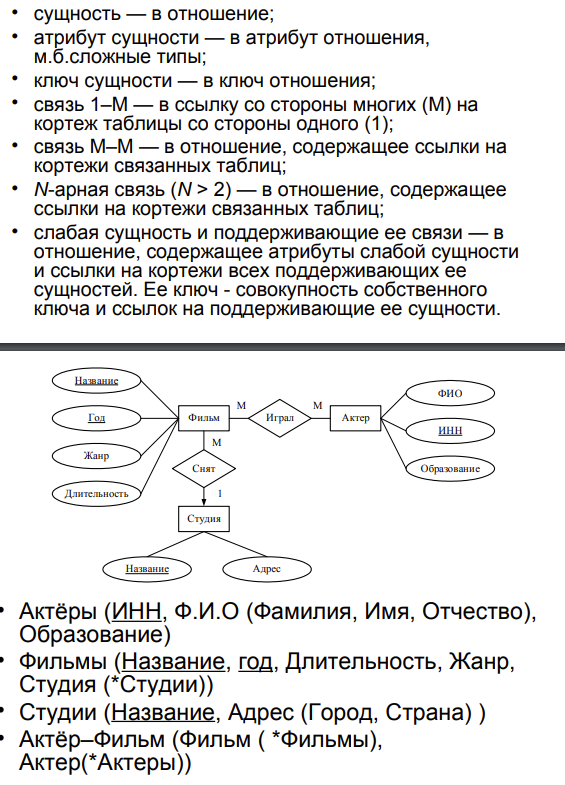 • сущность — в отношение;
• атрибут сущности — в атрибут отношения,
м.б.сложные типы;
• ключ сущности — в ключ отношения;
• связь 1–М — в ссылку со стороны многих (М) на
кортеж таблицы со стороны одного (1);
• связь М–М — в отношение, содержащее ссылки на
кортежи связанных таблиц;
• N-арная связь (N > 2) — в отношение, содержащее
ссылки на кортежи связанных таблиц;
• слабая сущность и поддерживающие ее связи — в
отношение, содержащее атрибуты слабой сущности
и ссылки на кортежи всех поддерживающих ее
сущностей. Ее ключ - совокупность собственного
ключа и ссылок на поддерживающие ее сущности.
Название
Год
Жанр
Длительность
Фильм
М
Играл
М
Актер
ФИО
ИНН
Образование
М
Снят
1
Студия
Название
Адрес
• Актёры (ИНН, Ф.И.О (Фамилия, Имя, Отчество),
Образование)
• Фильмы (Название, год, Длительность, Жанр,
Студия (*Студии))
• Студии (Название, Адрес (Город, Страна) )
• Актёр–Фильм (Фильм ( *Фильмы),
Актер(*Актеры))